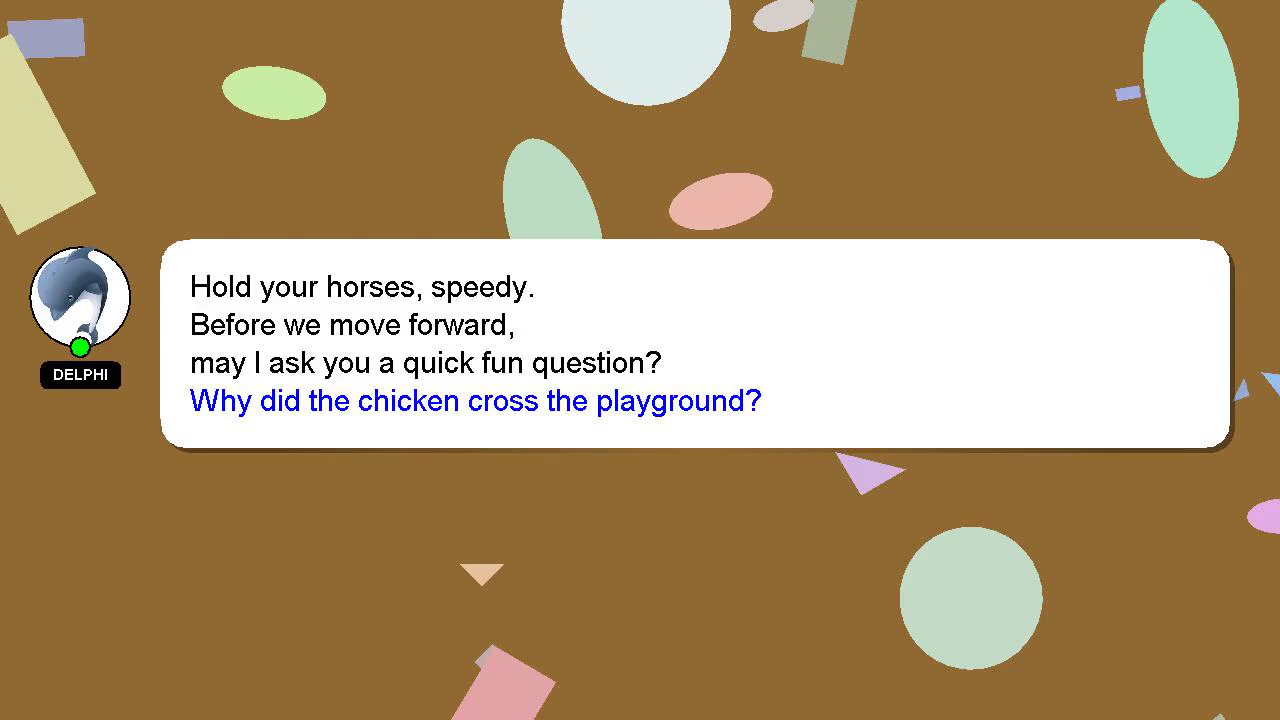 Hold your horses, speedy.
Before we move forward,
may I ask you a quick fun question?
Why did the chicken cross the playground?
DELPHI